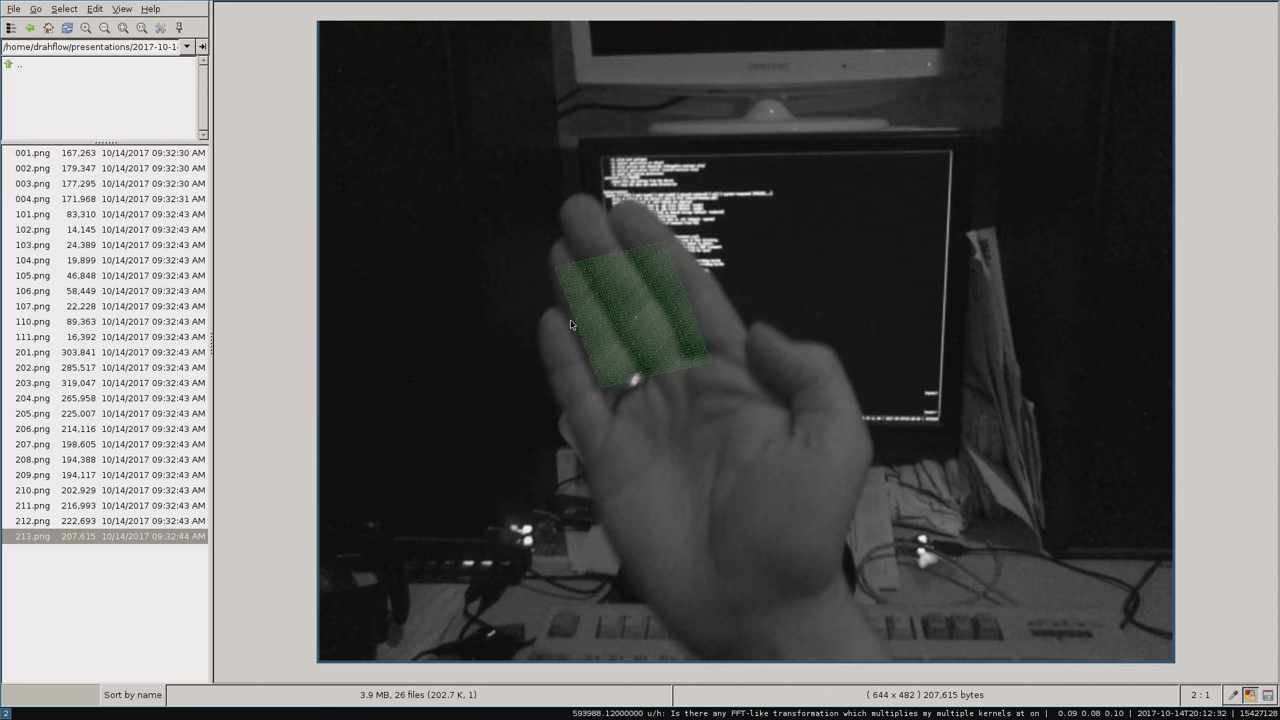 File Go Select Edit View Help
/home/drahflow/presentations/2017-10-1
..
001.png 167,263 10/14/2017 09:32:30 AM
002.png 179,347 10/14/2017 09:32:30 AM
003.png 177,295 10/14/2017 09:32:30 AM
004.png 171,968 10/14/2017 09:32:31 AM
101.png 83,310 10/14/2017 09:32:43 AM
102.png 14,145 10/14/2017 09:32:43 AM
103.png 24,389 10/14/2017 09:32:43 AM
104.png 19,899 10/14/2017 09:32:43 AM
105.png 46,848 10/14/2017 09:32:43 AM
106.png 58,449 10/14/2017 09:32:43 AM
107.png 22,228 10/14/2017 09:32:43 AM
110.png 89,363 10/14/2017 09:32:43 AM
111.png 16,392 10/14/2017 09:32:43 AM
201.png 303,841 10/14/2017 09:32:43 AM
202.png 285,517 10/14/2017 09:32:43 AM
203.png 319,047 10/14/2017 09:32:43 AM
204.png 265,958 10/14/2017 09:32:43 AM
205.png 225,007 10/14/2017 09:32:43 AM
206.png 214,116 10/14/2017 09:32:43 AM
207.png 198,605 10/14/2017 09:32:43 AM
208.png 194,388 10/14/2017 09:32:43 AM
209.png 194,117 10/14/2017 09:32:43 AM
210.png 202,929 10/14/2017 09:32:43 AM
211.png 216,993 10/14/2017 09:32:43 AM
212.png 222,693 10/14/2017 09:32:43 AM
213.png 207,615 10/14/2017 09:32:44 AM
SAMSUNG
Sort by name 3.9 MB, 26 files (202.7 K, 1) ( 644 x 482 ) 207,615 bytes 2 : 1
2 593988.12000000 u/h: Is there any FFT-like transformation which multiplies my multiple kernels at on | 0.09 0.08 0.10 | 2017-10-14T20:12:32 | 15427128